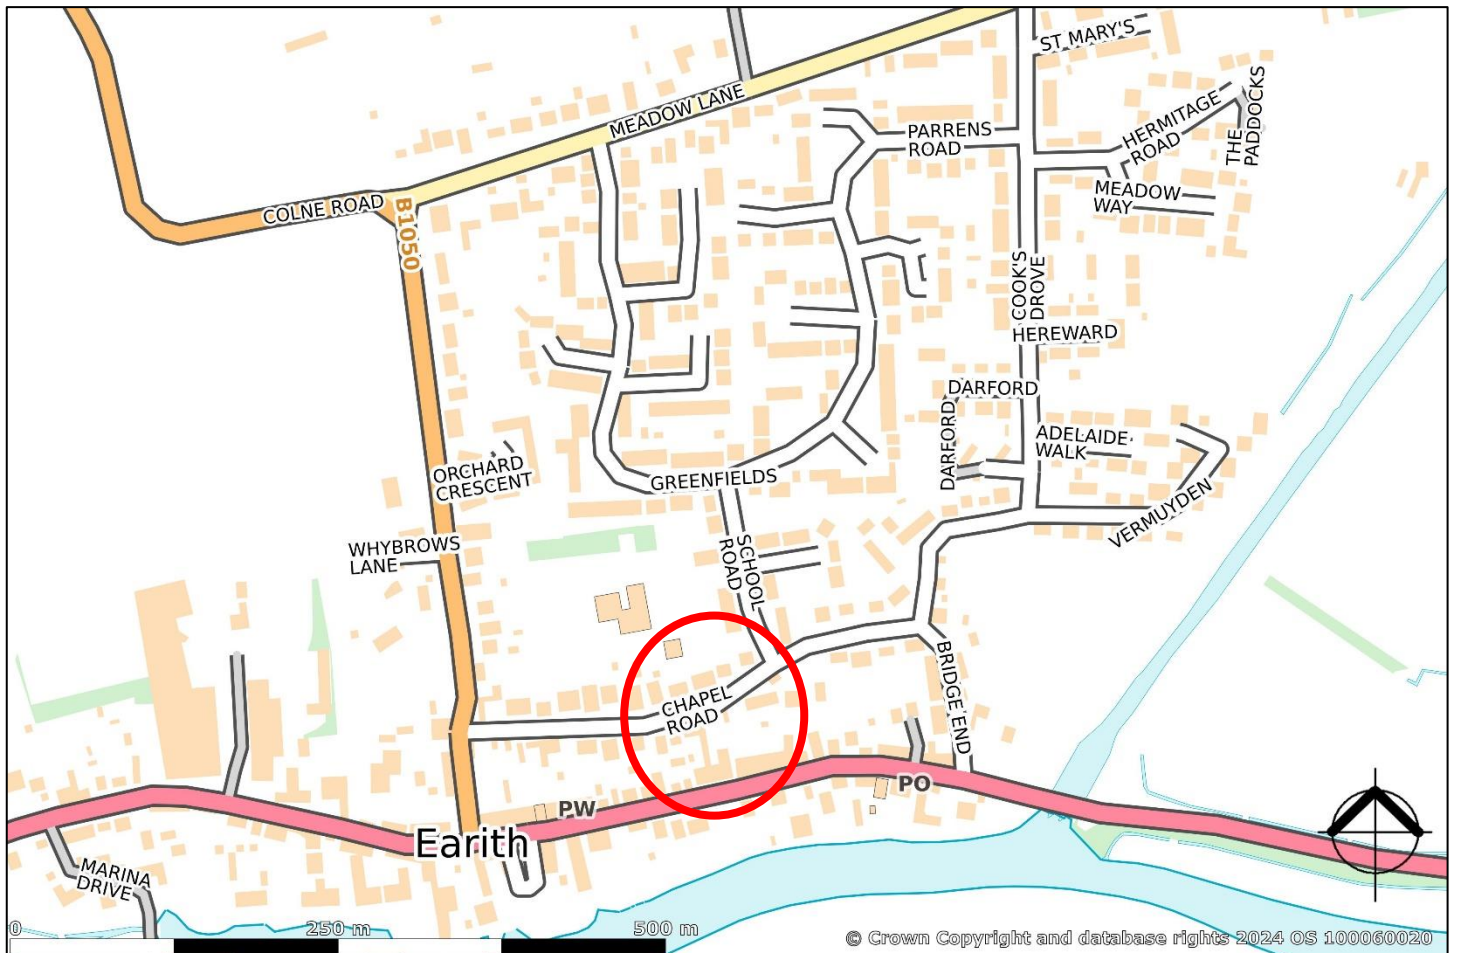 ST MARY'S
MEADOW LANE
PARRENS
ROAD
HERMITAGE
ROAD
THE
PADDOCKS
MEADOW
WAY
COLNE ROAD
B1050
COOK'S
DROVE
HEREWARD
DARFORD
DARFORD
ADELAIDE
WALK
ORCHARD
CRESCENT
GREENFIELDS
VERMUYDEN
WHYBROWS
LANE
SCHOOL
ROAD
BRIDGE END
CHAPEL
ROAD
PO
PW
Earith
MARINA
DRIVE
0 250 m 500 m
© Crown Copyright and database rights 2024 OS 100060020